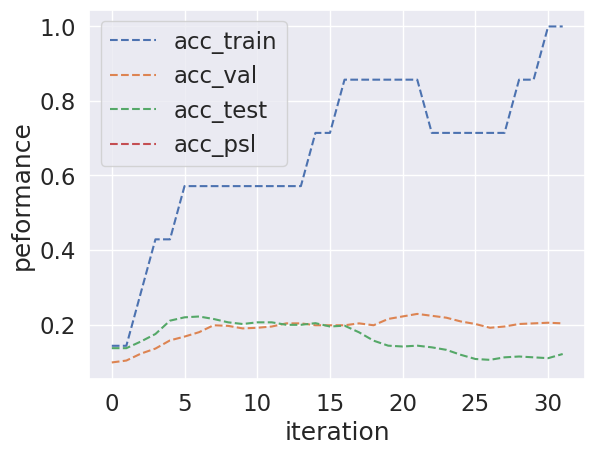 acc_train
acc_val
acc_test
acc_psl
1.0
0.8
0.6
0.4
0.2
peformance
0 5 10 15 20 25 30
iteration